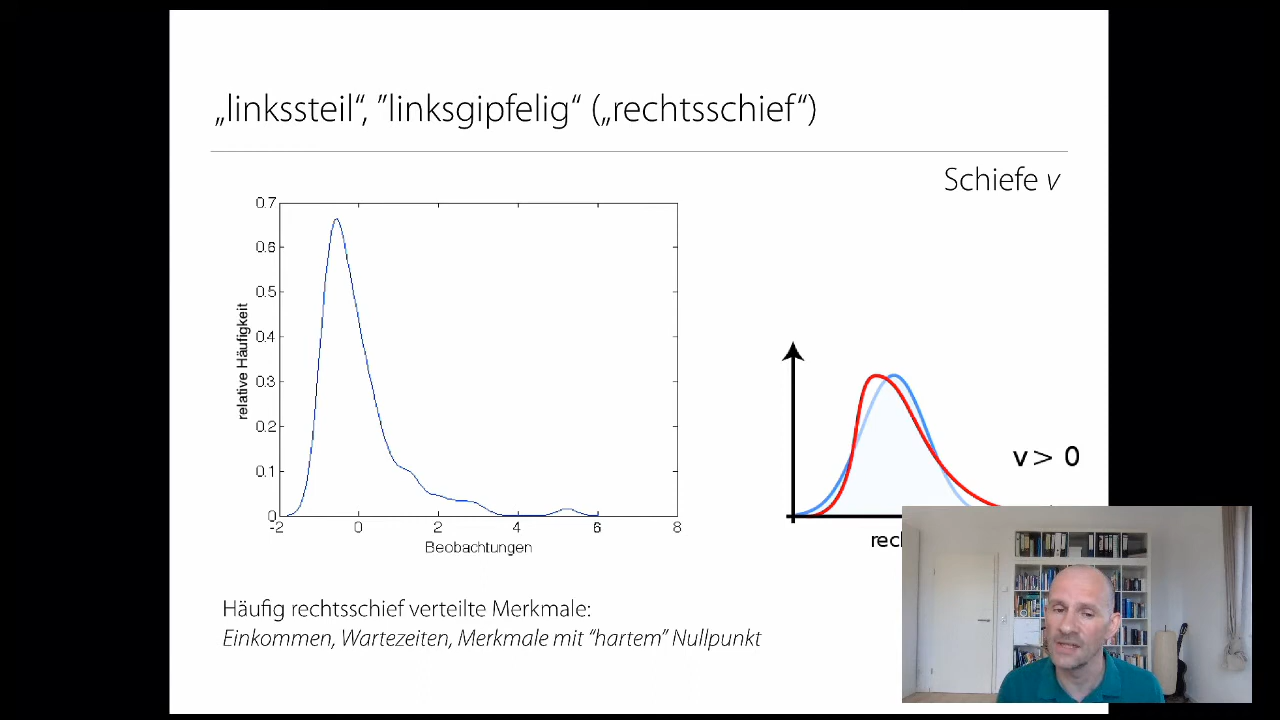 „linkssteil“, ”linksgipfelig“ („rechtsschief“)
Schiefe v
0.7
0.6
0.5
0.4
0.3
0.2
0.1
0
-2
0
2
4
6
8
relative Häufigkeit
Beobachtungen
v > 0
Häufig rechtsschief verteilte Merkmale:
Einkommen, Wartezeiten, Merkmale mit “hartem” Nullpunkt